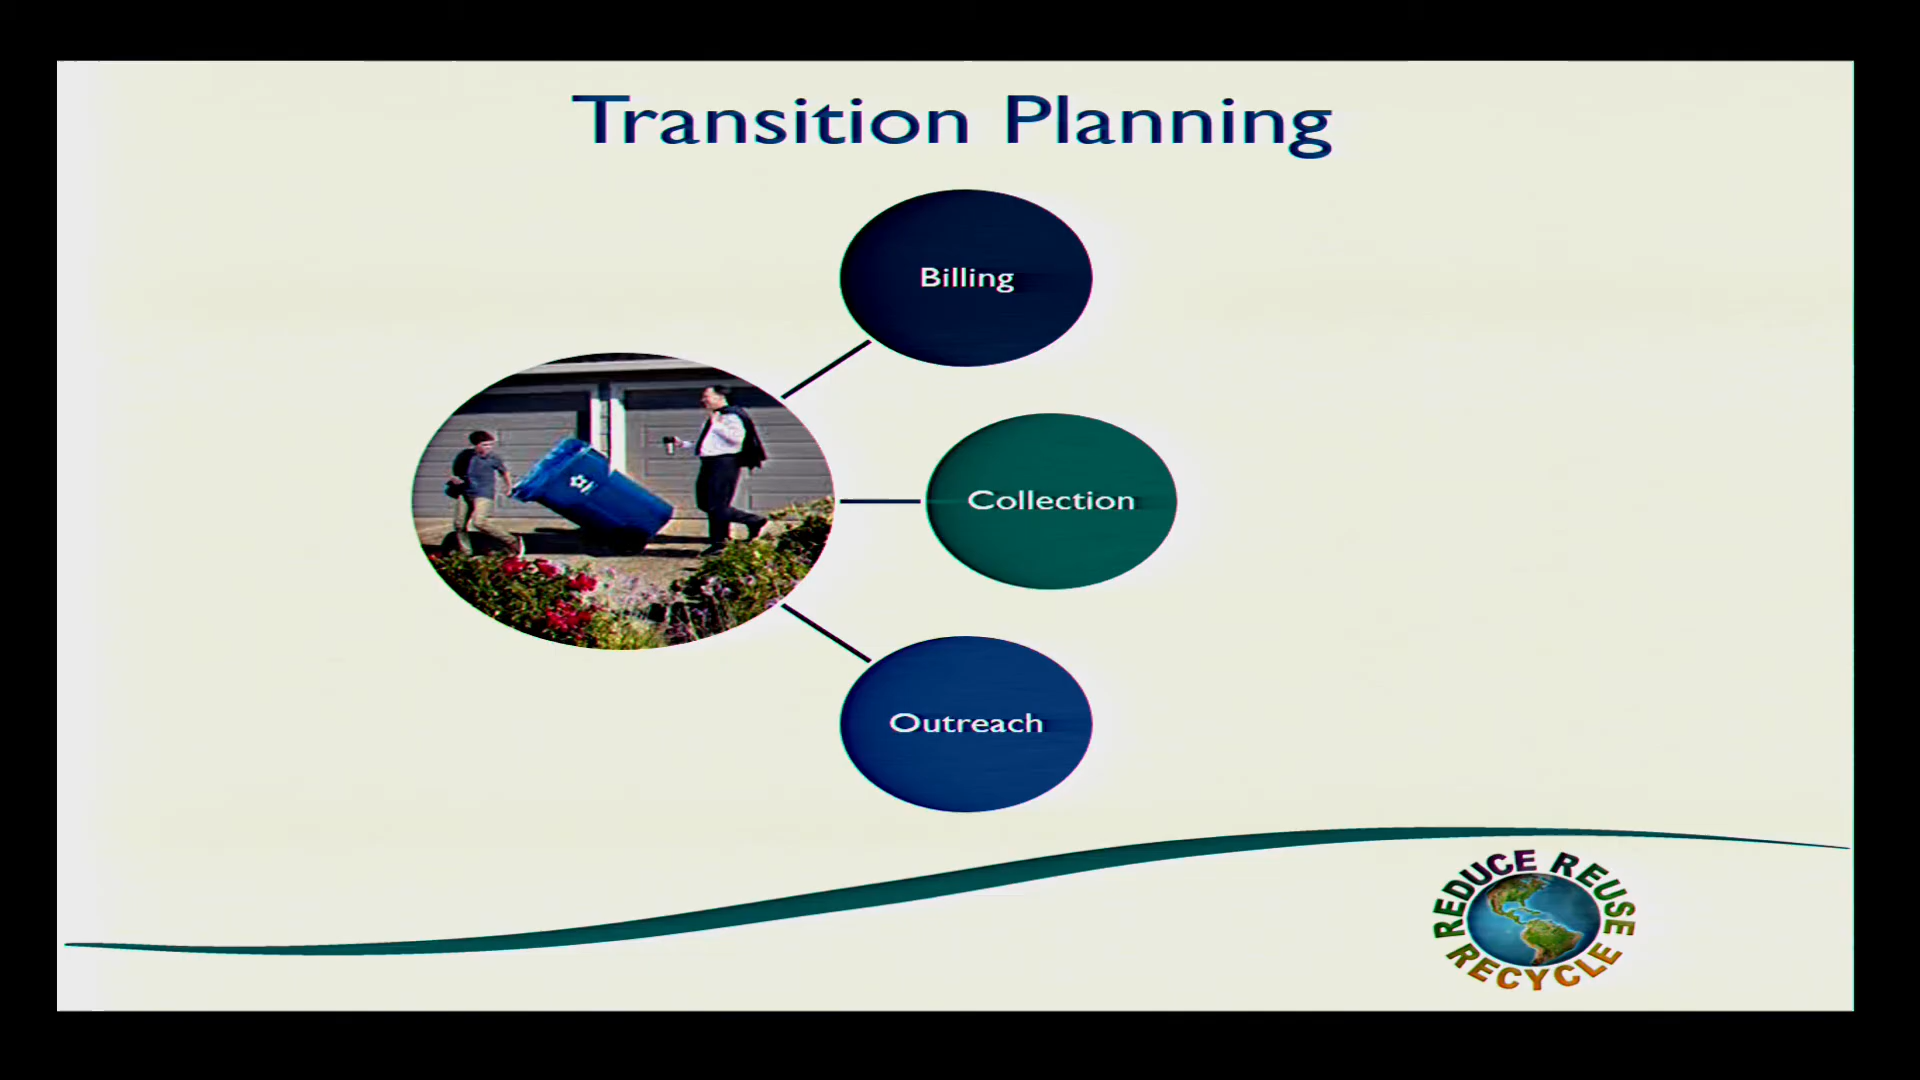 Transition Planning
Billing
Collection
Outreach
REDUCE REUSE
RECYCLE